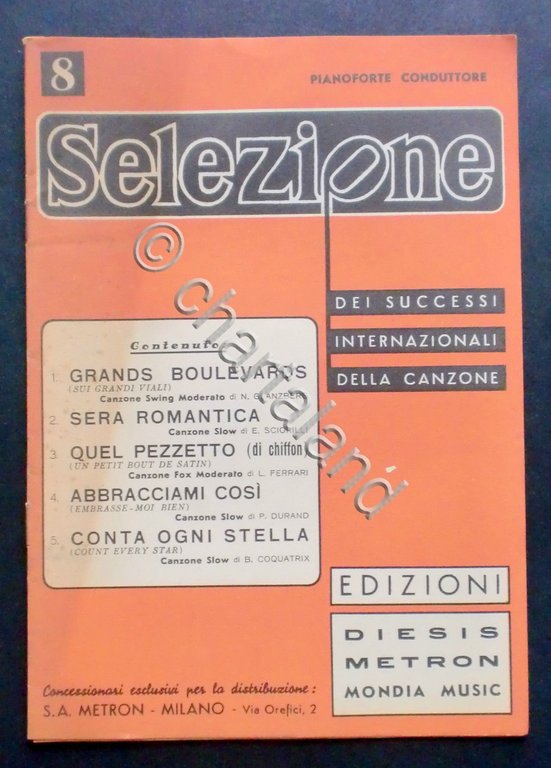 8
PIANOFORTE CONDUTTORE
Selezione
DEI SUCCESSI
INTERNAZIONALI
DELLA CANZONE
Contenuto
1. GRANDS BOULEVARDS
(SUI GRANDI VIALI)
Canzone Swing Moderato di N. GLANZBERG
2. SERA ROMANTICA
Canzone Slow di E. SCIORILLI
3. QUEL PEZZETTO (di chiffon)
(UN PETIT BOUT DE SATIN)
Canzone Fox Moderato di L. FERRARI
4. ABBRACCIAMI COSÌ
(EMBRASSE-MOI BIEN)
Canzone Slow di P. DURAND
5. CONTA OGNI STELLA
(COUNT EVERY STAR)
Canzone Slow di B. COQUATRIX
EDIZIONI
DIESIS
METRON
MONDIA MUSIC
Concessionari esclusivi per la distribuzione:
S.A. METRON - MILANO - Via Orefici, 2
© chartaland